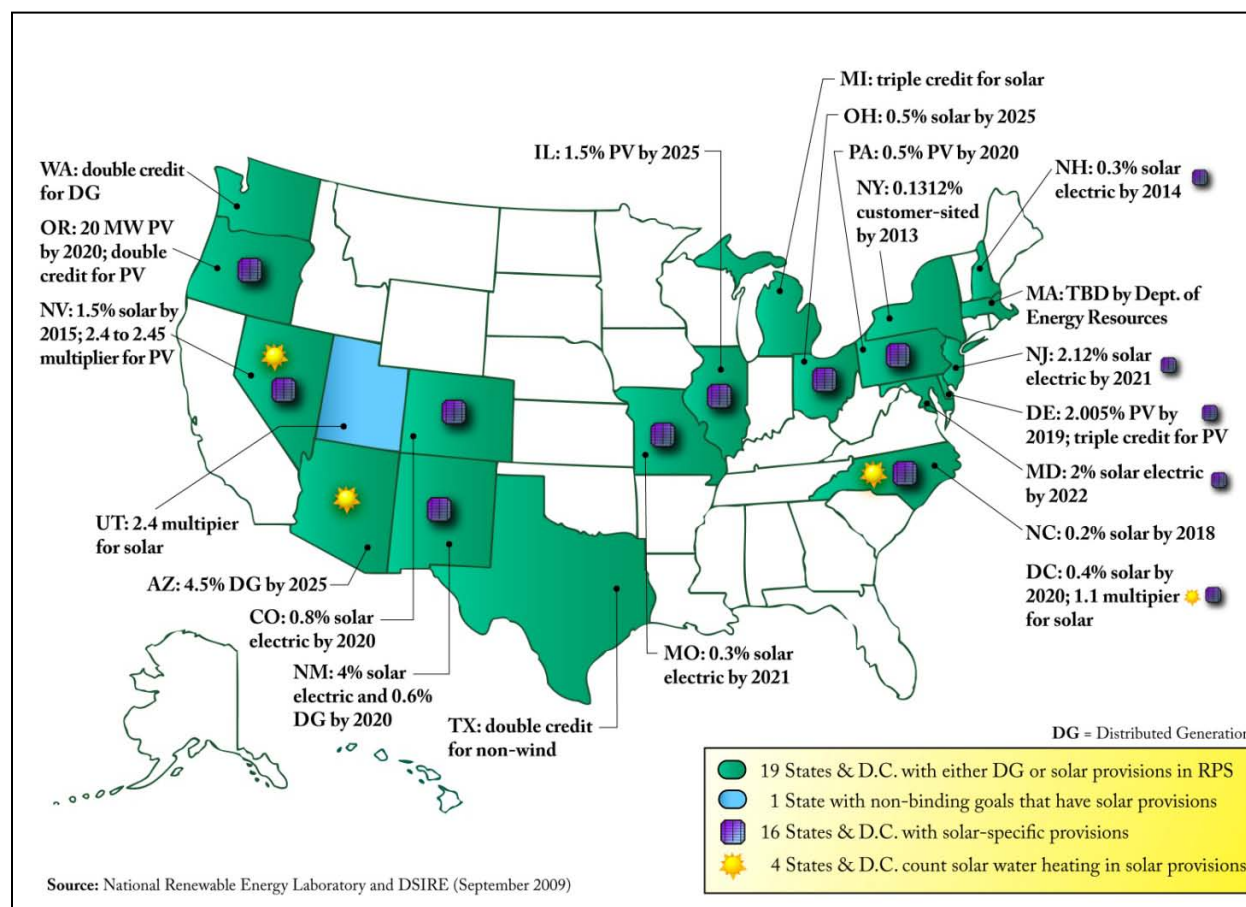 MI: triple credit for solar
OH: 0.5% solar by 2025
IL: 1.5% PV by 2025
PA: 0.5% PV by 2020
NH: 0.3% solar
electric by 2014
WA: double credit
for DG
NY: 0.1312%
customer-sited
by 2013
OR: 20 MW PV
by 2020; double
credit for PV
MA: TBD by Dept. of
Energy Resources
NV: 1.5% solar by
2015; 2.4 to 2.45
multiplier for PV
NJ: 2.12% solar
electric by 2021
DE: 2.005% PV by
2019; triple credit for PV
MD: 2% solar electric
by 2022
UT: 2.4 multipier
for solar
NC: 0.2% solar by 2018
AZ: 4.5% DG by 2025
DC: 0.4% solar by
2020; 1.1 multipier
for solar
CO: 0.8% solar
electric by 2020
MO: 0.3% solar
electric by 2021
NM: 4% solar
electric and 0.6%
DG by 2020
TX: double credit
for non-wind
DG = Distributed Generation
19 States & D.C. with either DG or solar provisions in RPS
1 State with non-binding goals that have solar provisions
16 States & D.C. with solar-specific provisions
4 States & D.C. count solar water heating in solar provisions
Source: National Renewable Energy Laboratory and DSIRE (September 2009)